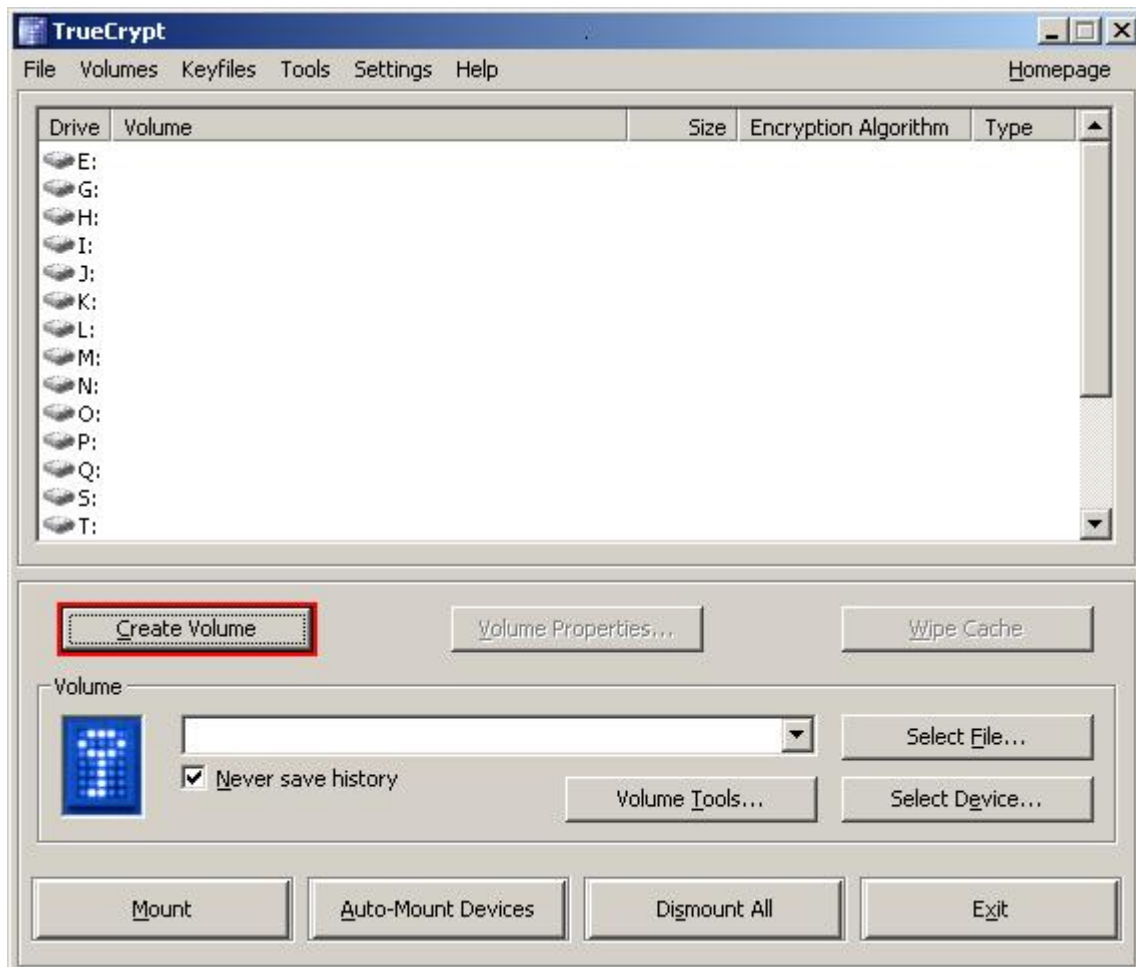 TrueCrypt
File Volumes Keyfiles Tools Settings Help Homepage
Drive Volume Size Encryption Algorithm Type
E:
G:
H:
I:
J:
K:
L:
M:
N:
O:
P:
Q:
S:
T:
Create Volume Volume Properties... Wipe Cache
Volume
Select File...
Never save history
Volume Tools... Select Device...
Mount Auto-Mount Devices Dismount All Exit